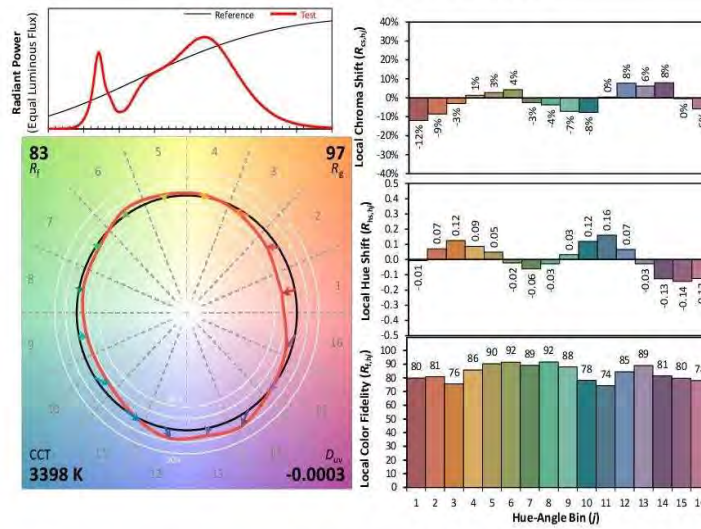 Reference Test
Radiant Power
(Equal Luminous Flux)
83
Rf
97
Rg
5 4
6 3
7 2
8 1
9 16
10
12
CCT
3398 K
Duv
-0.0003
Local Chroma Shift (Rcs,hj)
40%
30%
20%
10%
0%
-10%
-20%
-30%
-40%
-12% -9% -3% 1% 3% 4% -3% -4% -7% -8% 0% 8% 6% 8% 0%
Local Hue Shift (Rhs,hj)
0.5
0.4
0.3
0.2
0.1
0.0
-0.1
-0.2
-0.3
-0.4
-0.5
-0.01 0.07 0.12 0.09 0.05 -0.02 -0.06 -0.03 0.03 0.12 0.16 0.07 -0.03 -0.13 -0.14
Local Color Fidelity (Rf,hj)
100
90
80
70
60
50
40
30
20
10
0
80 81 76 86 90 92 89 92 88 78 74 85 89 81 80
1 2 3 4 5 6 7 8 9 10 11 12 13 14 15
Hue-Angle Bin (j)